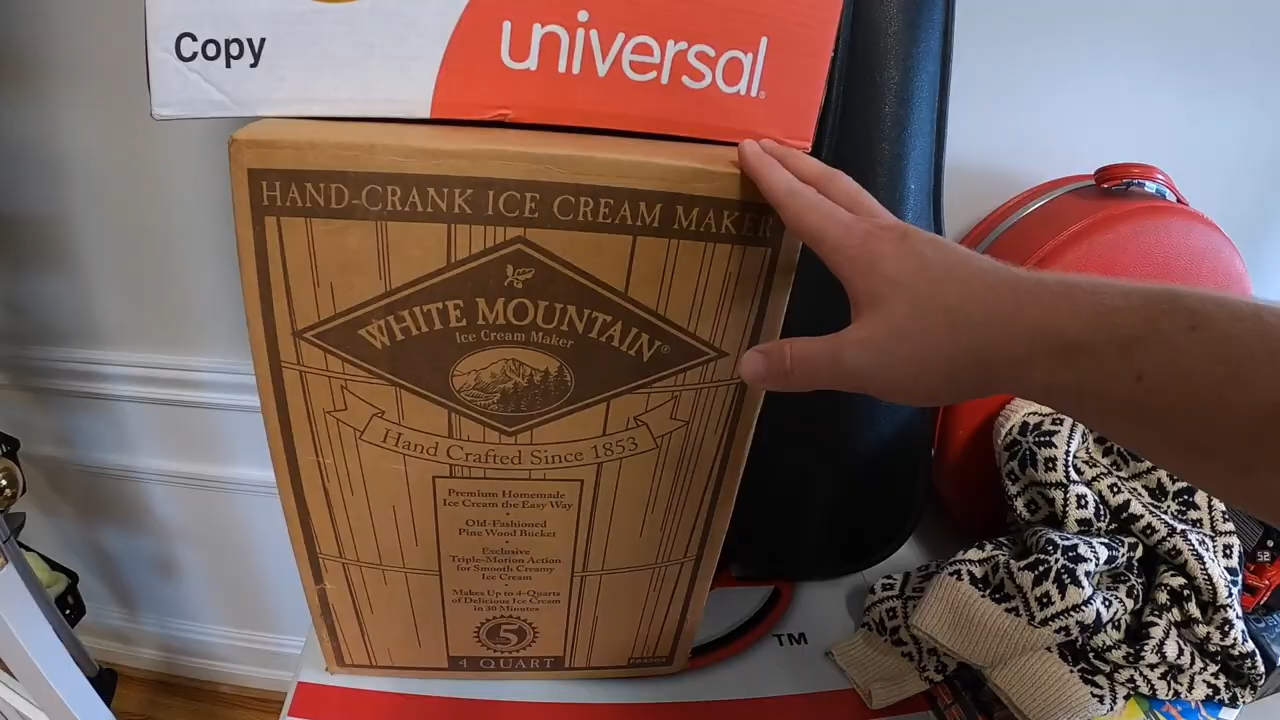 Copy
universal®
HAND-CRANK ICE CREAM MAKER
WHITE MOUNTAIN®
Ice Cream Maker
Hand Crafted Since 1853
Premium Homemade
Ice Cream the Easy Way
•
Old-Fashioned
Pine Wood Bucket
•
Exclusive
Triple-Motion Action
for Smooth Creamy
Ice Cream
•
Makes Up to 4-Quarts
of Delicious Ice Cream
in 30 Minutes
5
4 QUART
TM